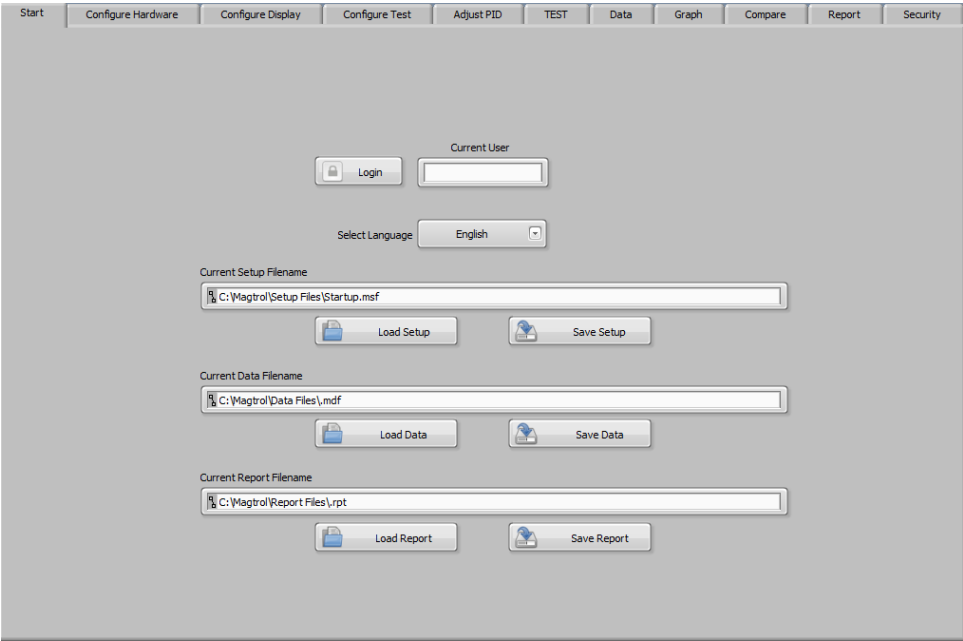 Start Configure Hardware Configure Display Configure Test Adjust PID TEST Data Graph Compare Report Security
Current User
Login
Select Language English
Current Setup Filename
C:\Magtrol\Setup Files\Startup.msf
Load Setup Save Setup
Current Data Filename
C:\Magtrol\Data Files\.mdf
Load Data Save Data
Current Report Filename
C:\Magtrol\Report Files\.rpt
Load Report Save Report